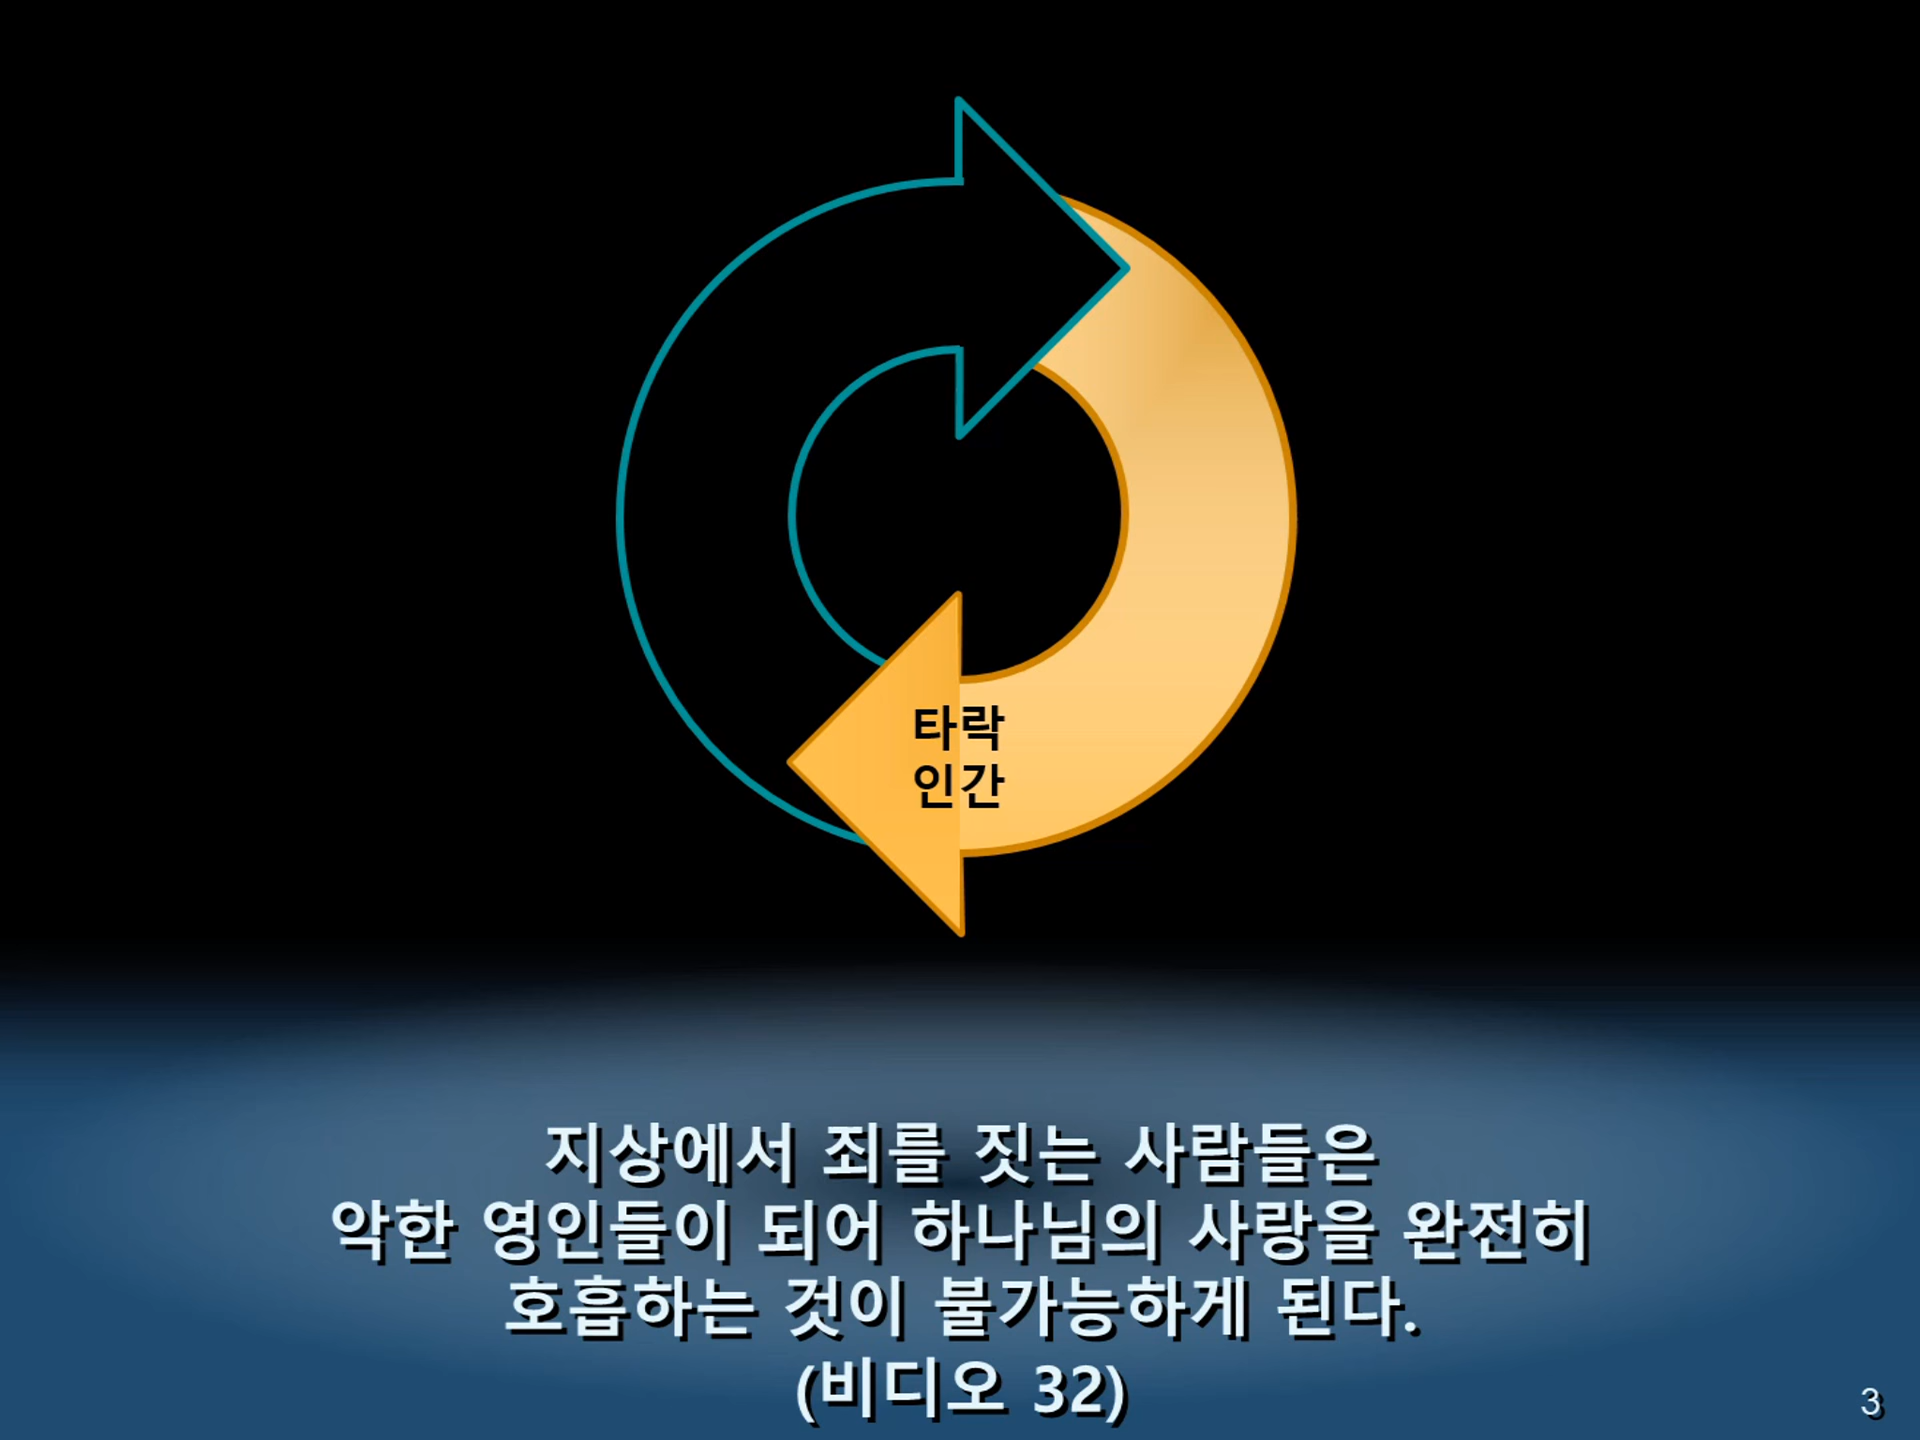 타락
인간
지상에서 죄를 짓는 사람들은
악한 영인들이 되어 하나님의 사랑을 완전히
호흡하는 것이 불가능하게 된다.
(비디오 32)
3